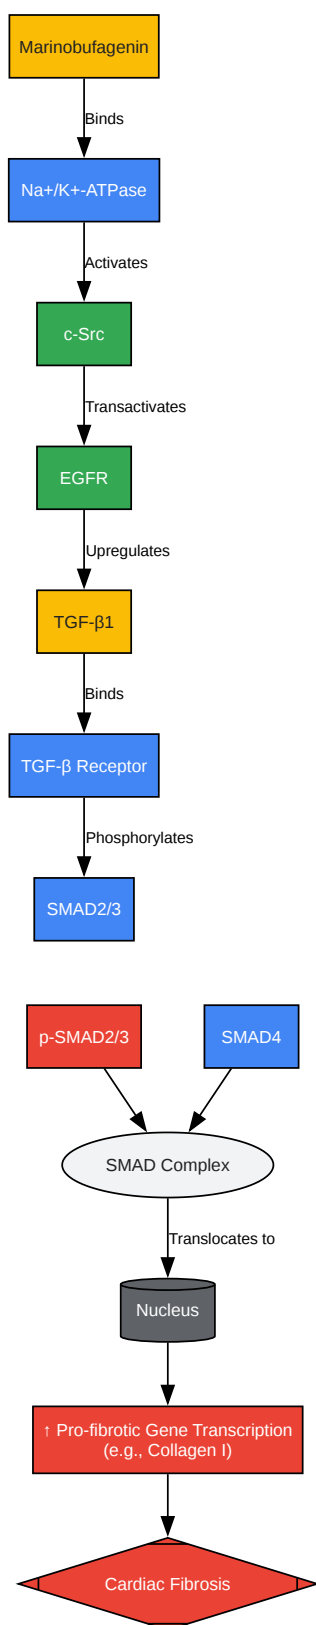 Marinobufagenin
Binds
Na+/K+-ATPase
Activates
c-Src
Transactivates
EGFR
Upregulates
TGF-β1
Binds
TGF-β Receptor
Phosphorylates
SMAD2/3
p-SMAD2/3
SMAD4
SMAD Complex
Translocates to
Nucleus
↑ Pro-fibrotic Gene Transcription
(e.g., Collagen I)
Cardiac Fibrosis